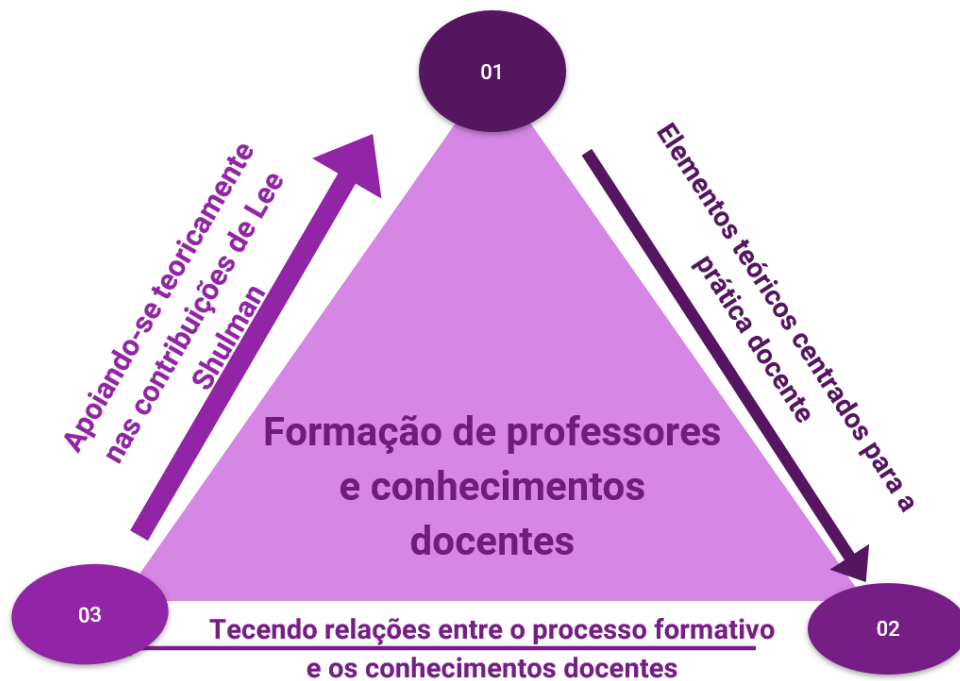 01
Apoiando-se teoricamente
nas contribuições de Lee
Shulman
Elementos teóricos centrados para a
prática docente
Formação de professores
e conhecimentos
docentes
03
02
Tecendo relações entre o processo formativo
e os conhecimentos docentes